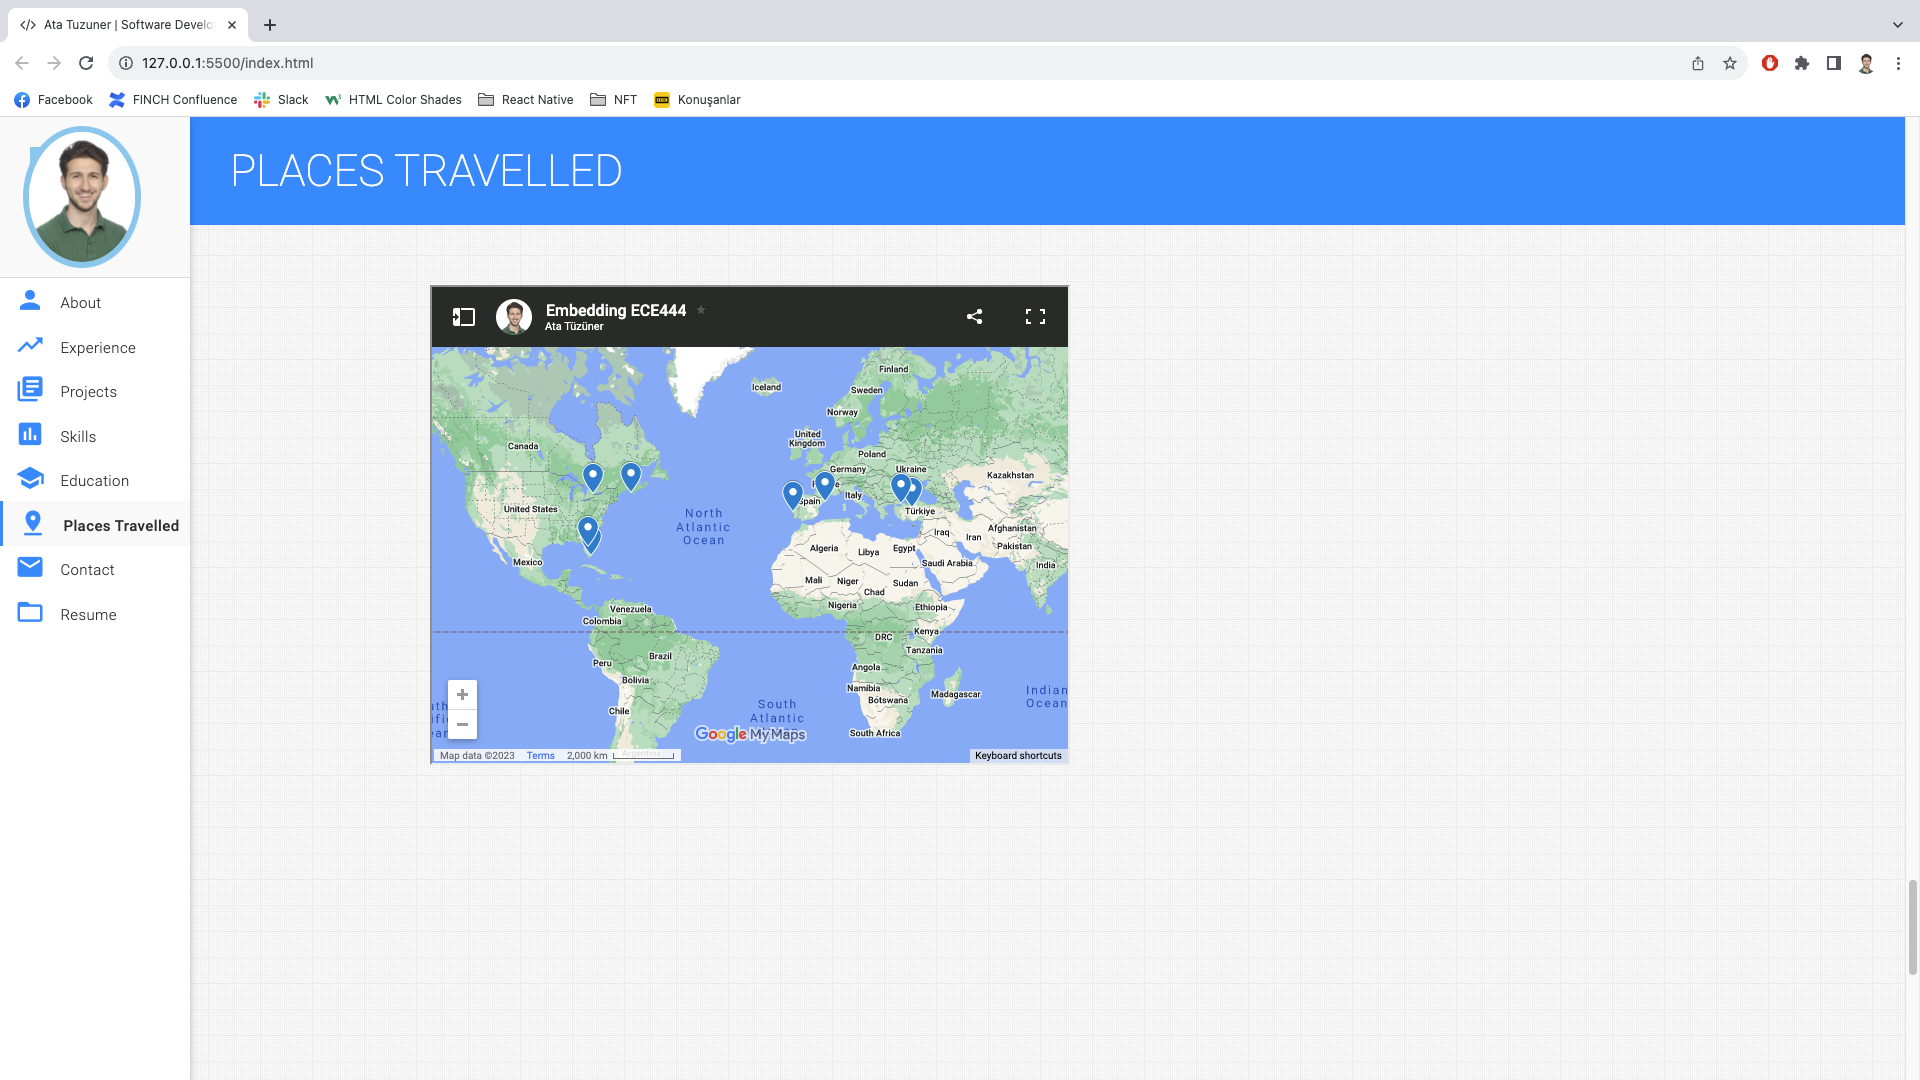 Ata Tuzuner | Software Develo
127.0.0.1:5500/index.html
Facebook FINCH Confluence Slack HTML Color Shades React Native NFT Konuşanlar
PLACES TRAVELLED
About
Experience
Projects
Skills
Education
Places Travelled
Contact
Resume
Embedding ECE444
Ata Tüzüner
Finland
Iceland
Sweden
Norway
United
Kingdom
Canada
Poland
Germany
Ukraine
Kazakhstan
Italy
Spain
United States
Türkiye
North
Atlantic
Ocean
Afghanistan
Iraq
Iran
Pakistan
Algeria
Libya
Egypt
Mexico
Saudi Arabia
India
Mali
Niger
Sudan
Chad
Nigeria
Ethiopia
Venezuela
Colombia
DRC
Kenya
Tanzania
Brazil
Peru
Angola
Bolivia
Namibia
Botswana
Madagascar
Indian
Ocean
South
Atlantic
Chile
South Africa
Google My Maps
Argentina
Map data ©2023 Terms 2,000 km
Keyboard shortcuts